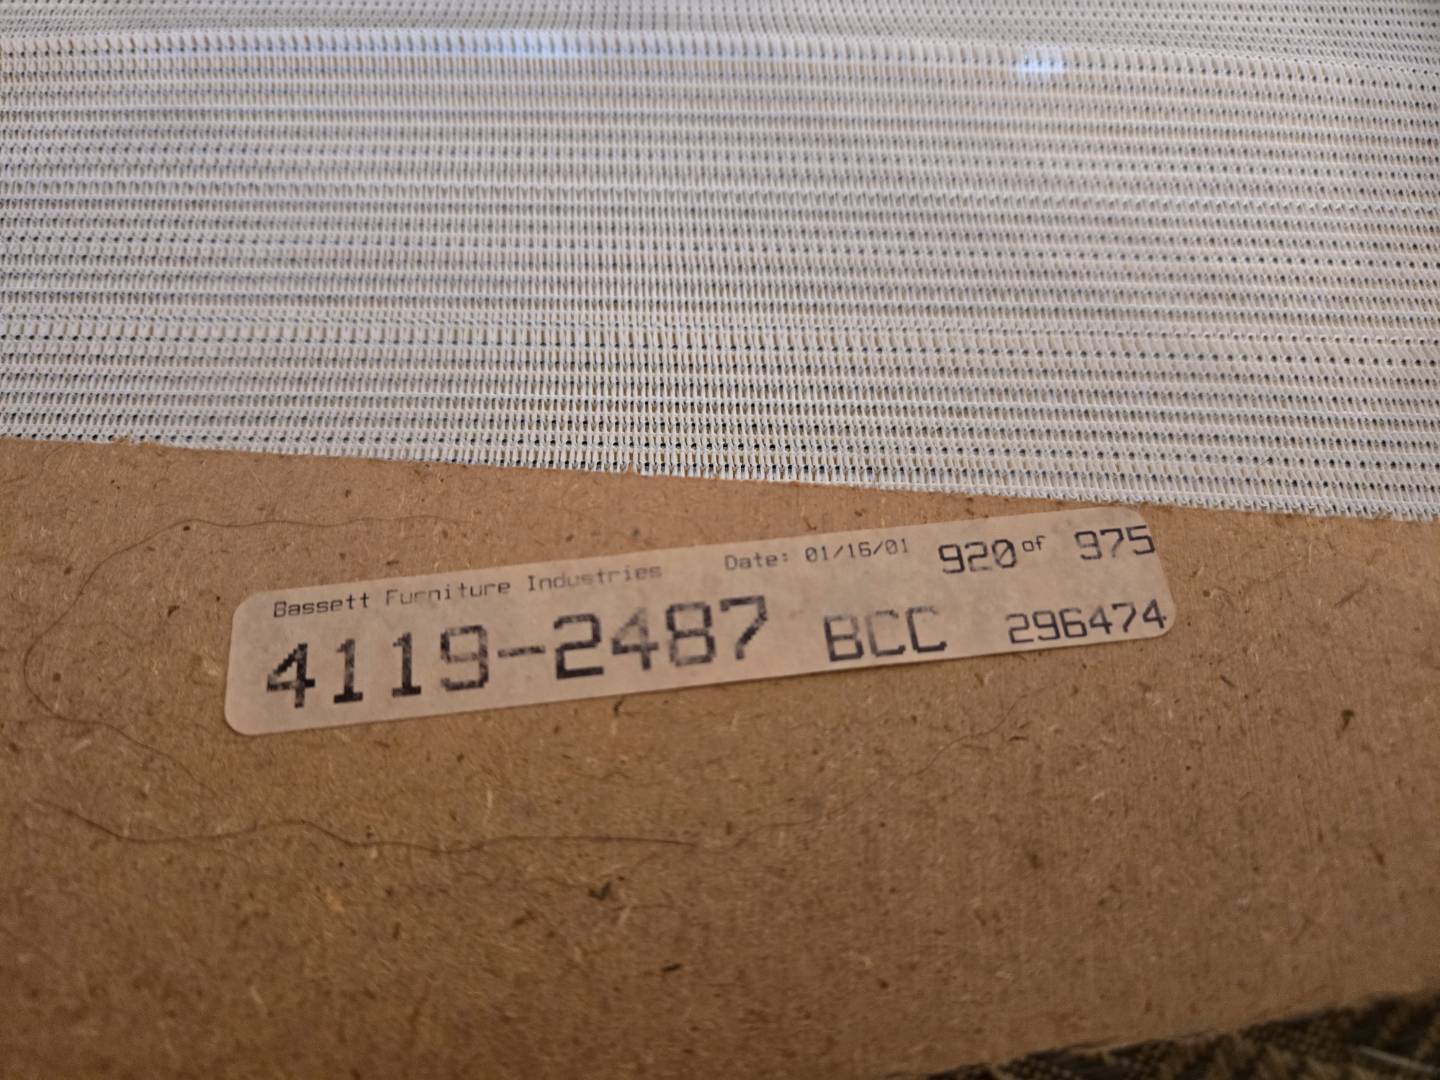 Bassett Furniture Industries Date: 01/16/01 920 of 975
4119-2487 BCC 296474